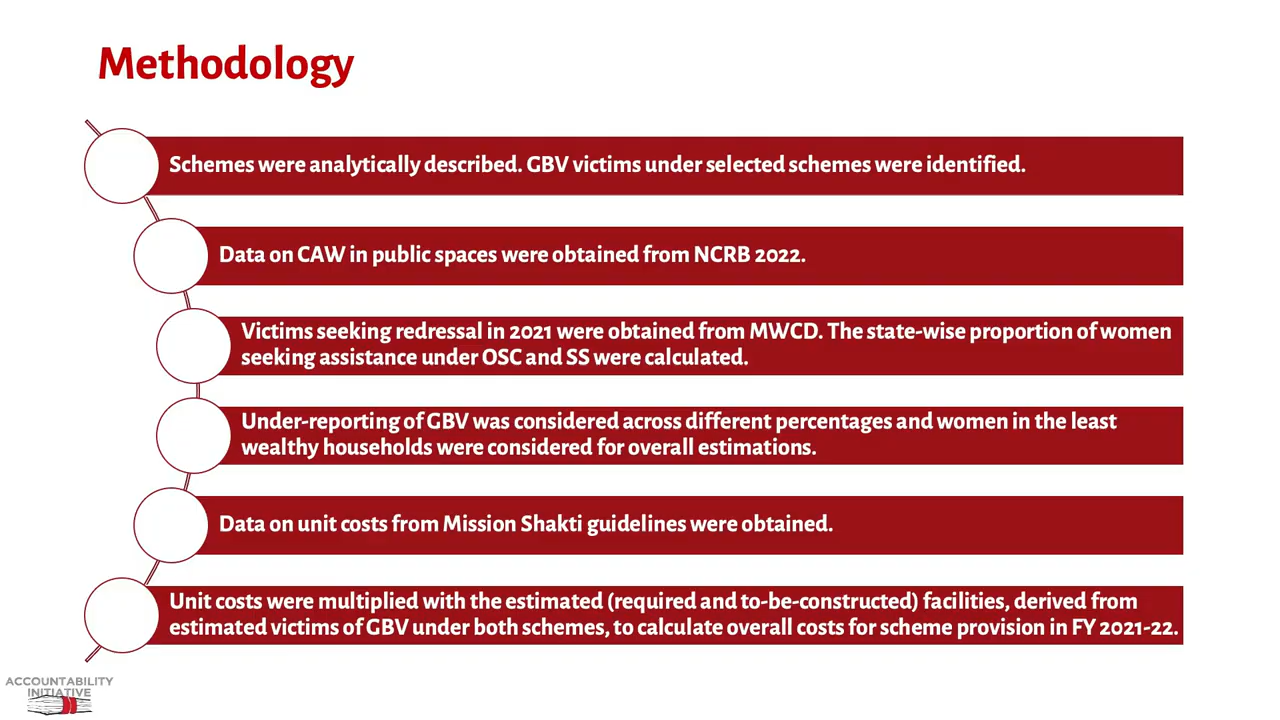 Methodology
Schemes were analytically described. GBV victims under selected schemes were identified.
Data on CAW in public spaces were obtained from NCRB 2022.
Victims seeking redressal in 2021 were obtained from MWCD. The state-wise proportion of women
seeking assistance under OSC and SS were calculated.
Under-reporting of GBV was considered across different percentages and women in the least
wealthy households were considered for overall estimations.
Data on unit costs from Mission Shakti guidelines were obtained.
Unit costs were multiplied with the estimated (required and to-be-constructed) facilities, derived from
estimated victims of GBV under both schemes, to calculate overall costs for scheme provision in FY 2021-22.
ACCOUNTABILITY
INITIATIVE